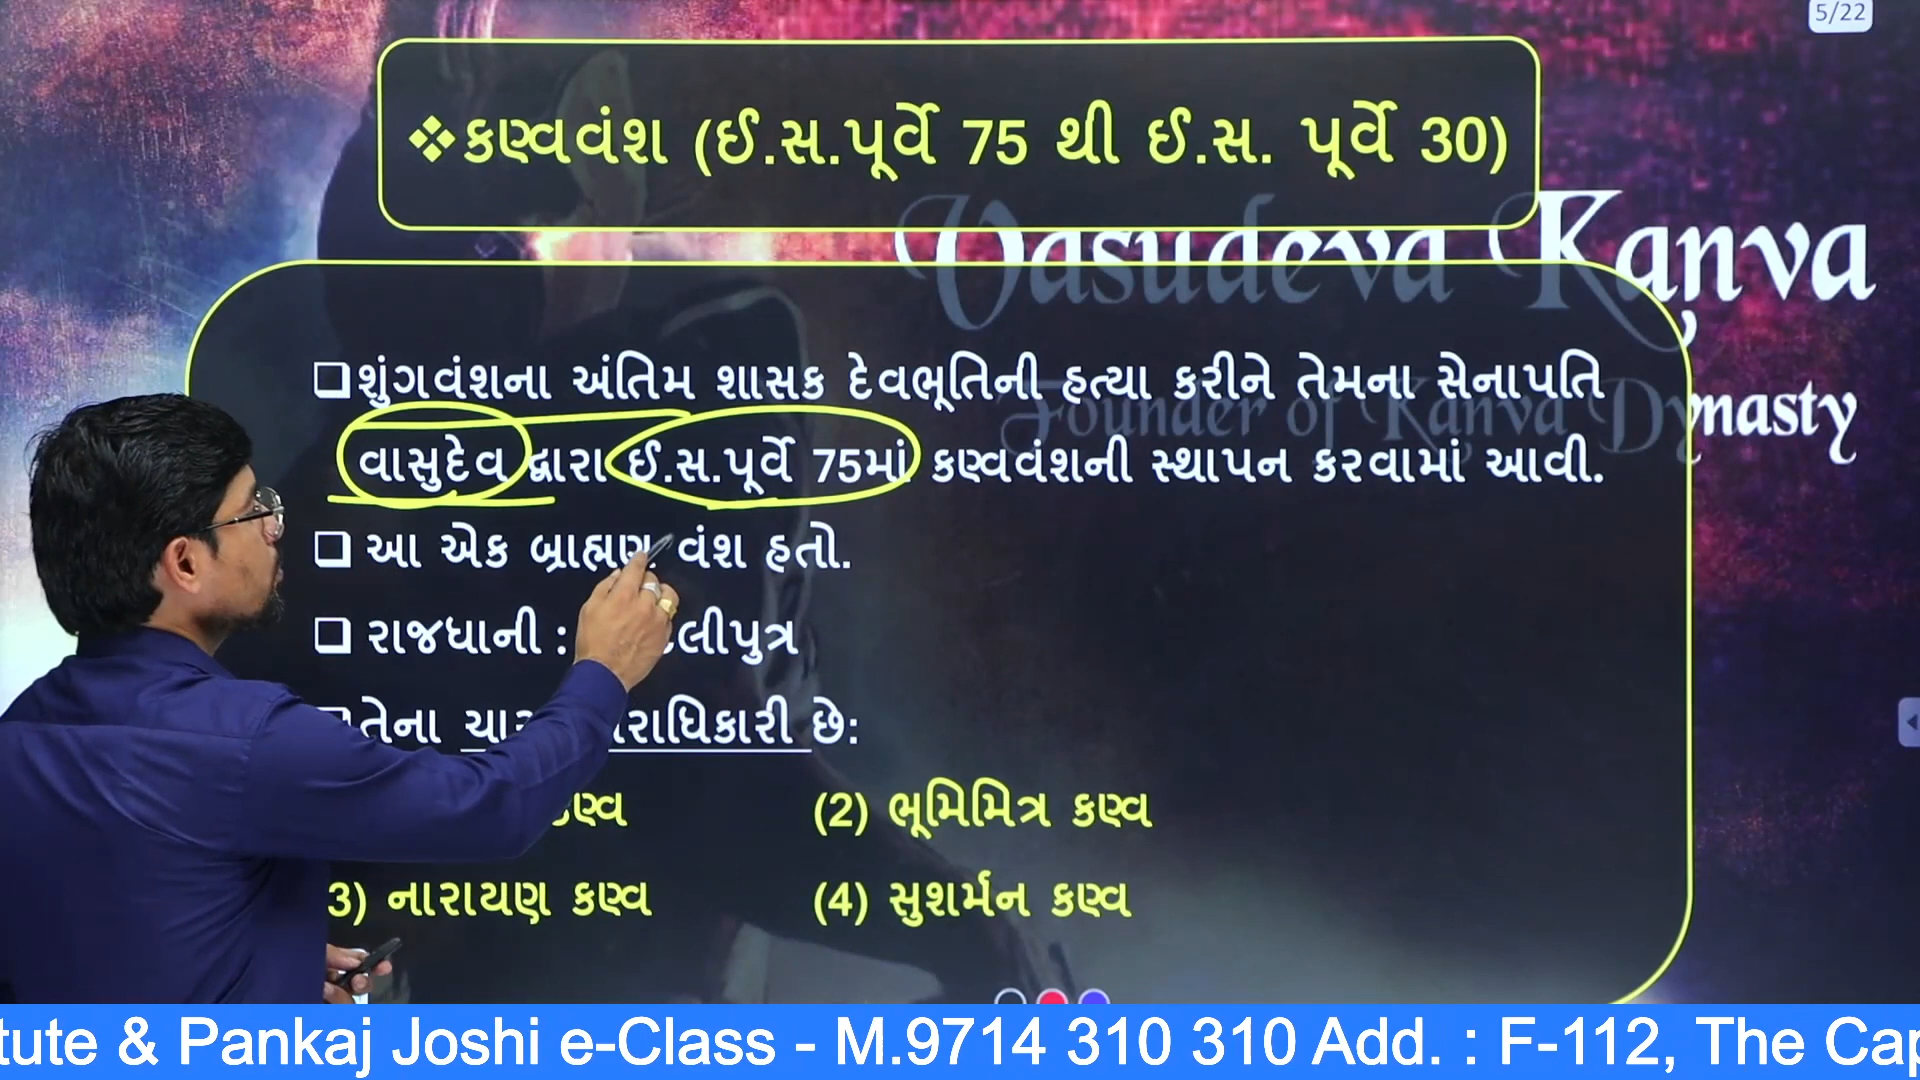 5/22
❖કણ્વવંશ (ઈ.સ.પૂર્વે 75 થી ઈ.સ. પૂર્વે 30)
Vasudeva Kanva
Founder of Kanva Dynasty
❑શુંગવંશના અંતિમ શાસક દેવભૂતિની હત્યા કરીને તેમના સેનાપતિ
વાસુદેવ દ્વારા ઈ.સ.પૂર્વે 75માં કણ્વવંશની સ્થાપન કરવામાં આવી.
❑ આ એક બ્રાહ્મણ વંશ હતો.
❑ રાજધાની :
તેના છે:
કણ્વ (2) ભૂમિમિત્ર કણ્વ
3) નારાયણ કણ્વ (4) સુશર્મન કણ્વ
& Pankaj Joshi e-Class - M.9714 310 310 Add. : F-112, The